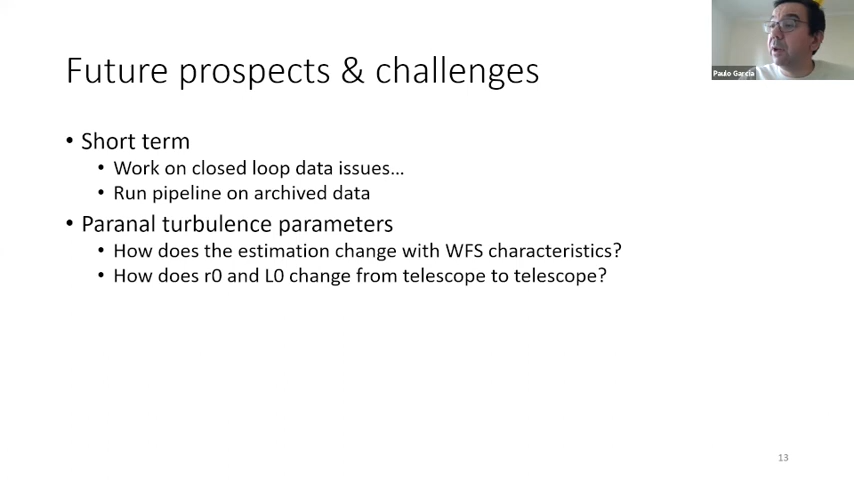 Future prospects & challenges
Paulo Garcia
• Short term
• Work on closed loop data issues...
• Run pipeline on archived data
• Paranal turbulence parameters
• How does the estimation change with WFS characteristics?
• How does r0 and L0 change from telescope to telescope?
13